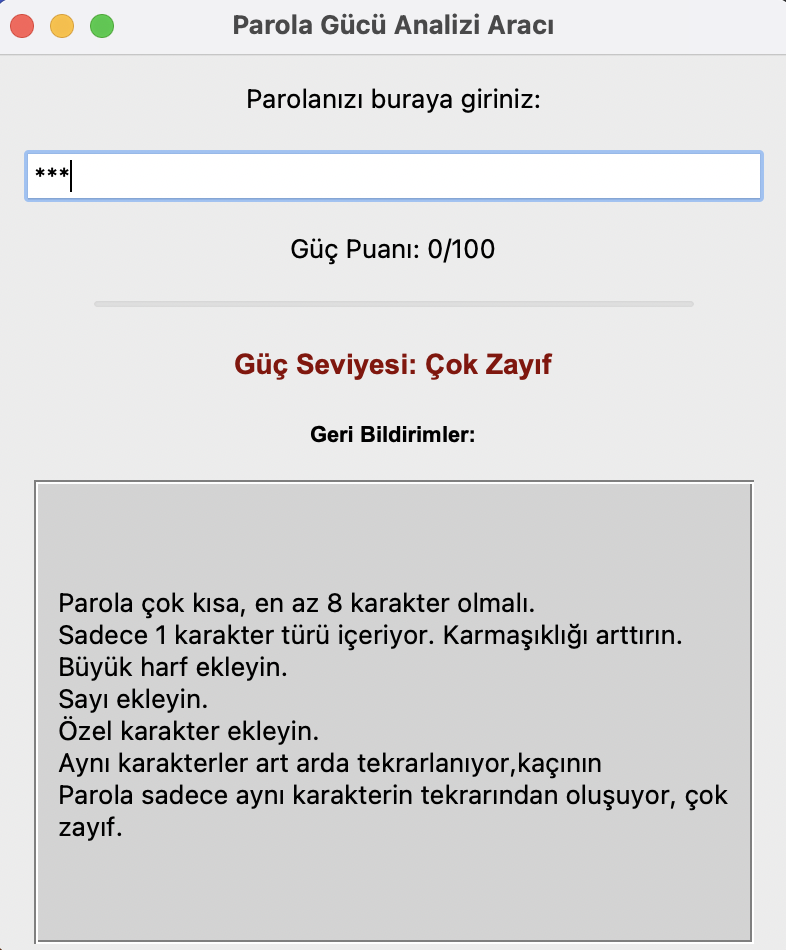 Parola Gücü Analizi Aracı
Parolanızı buraya giriniz:
***
Güç Puanı: 0/100
Güç Seviyesi: Çok Zayıf
Geri Bildirimler:
Parola çok kısa, en az 8 karakter olmalı.
Sadece 1 karakter türü içeriyor. Karmaşıklığı arttırın.
Büyük harf ekleyin.
Sayı ekleyin.
Özel karakter ekleyin.
Aynı karakterler art arda tekrarlanıyor,kaçının
Parola sadece aynı karakterin tekrarından oluşuyor, çok
zayıf.